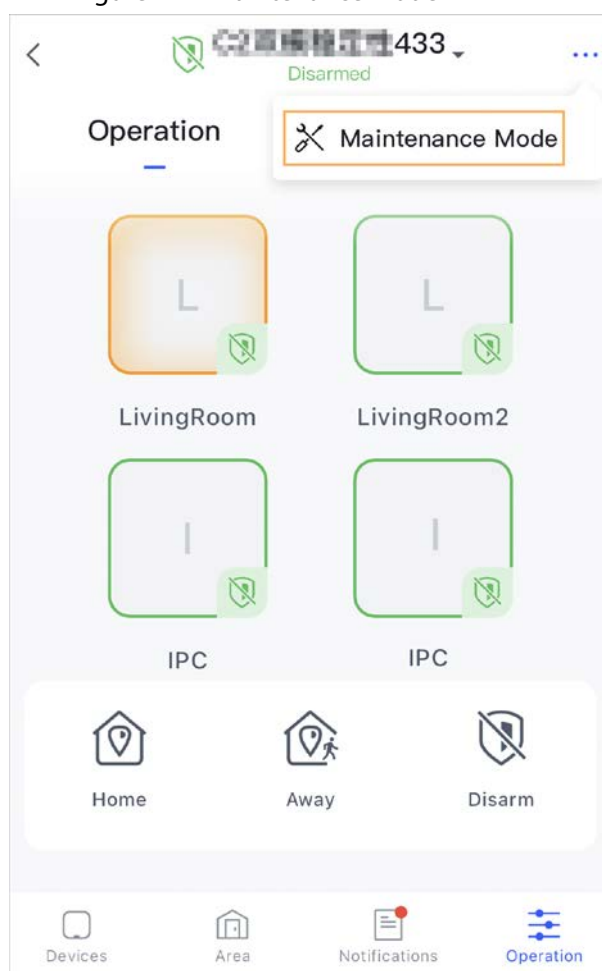 433
Disarmed
Operation
Maintenance Mode
L
L
LivingRoom
LivingRoom2
I
I
IPC
IPC
Home
Away
Disarm
Devices
Area
Notifications
Operation